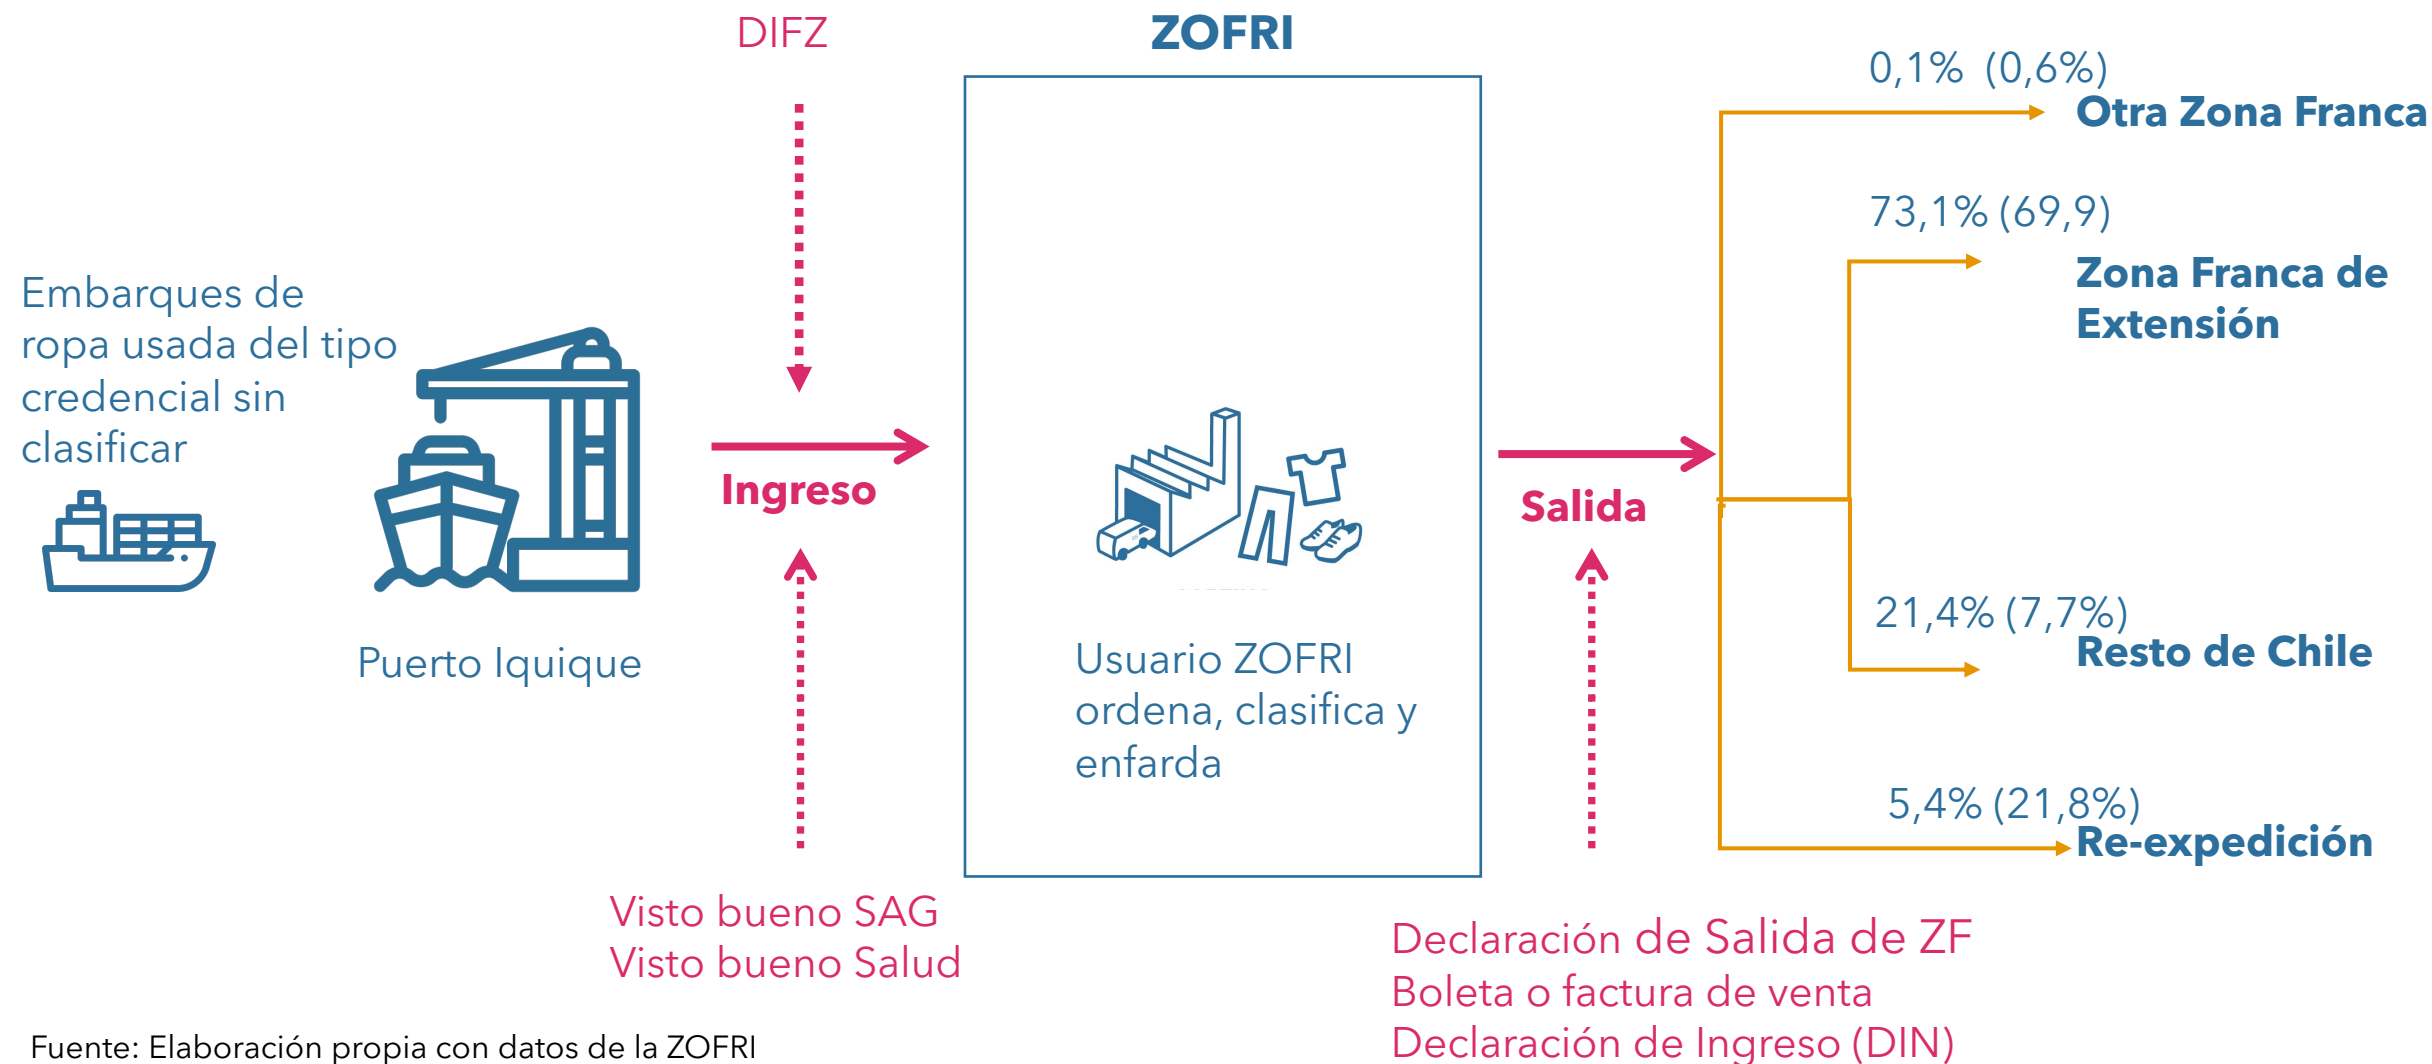 DIFZ
ZOFRI
0,1% (0,6%)
Otra Zona Franca
73,1% (69,9)
Zona Franca de
Extensión
Embarques de
ropa usada del tipo
credencial sin
clasificar
Ingreso
Salida
Puerto Iquique
Usuario ZOFRI
ordena, clasifica y
enfarda
21,4% (7,7%)
Resto de Chile
5,4% (21,8%)
Re-expedición
Visto bueno SAG
Visto bueno Salud
Declaración de Salida de ZF
Boleta o factura de venta
Declaración de Ingreso (DIN)
Fuente: Elaboración propia con datos de la ZOFRI